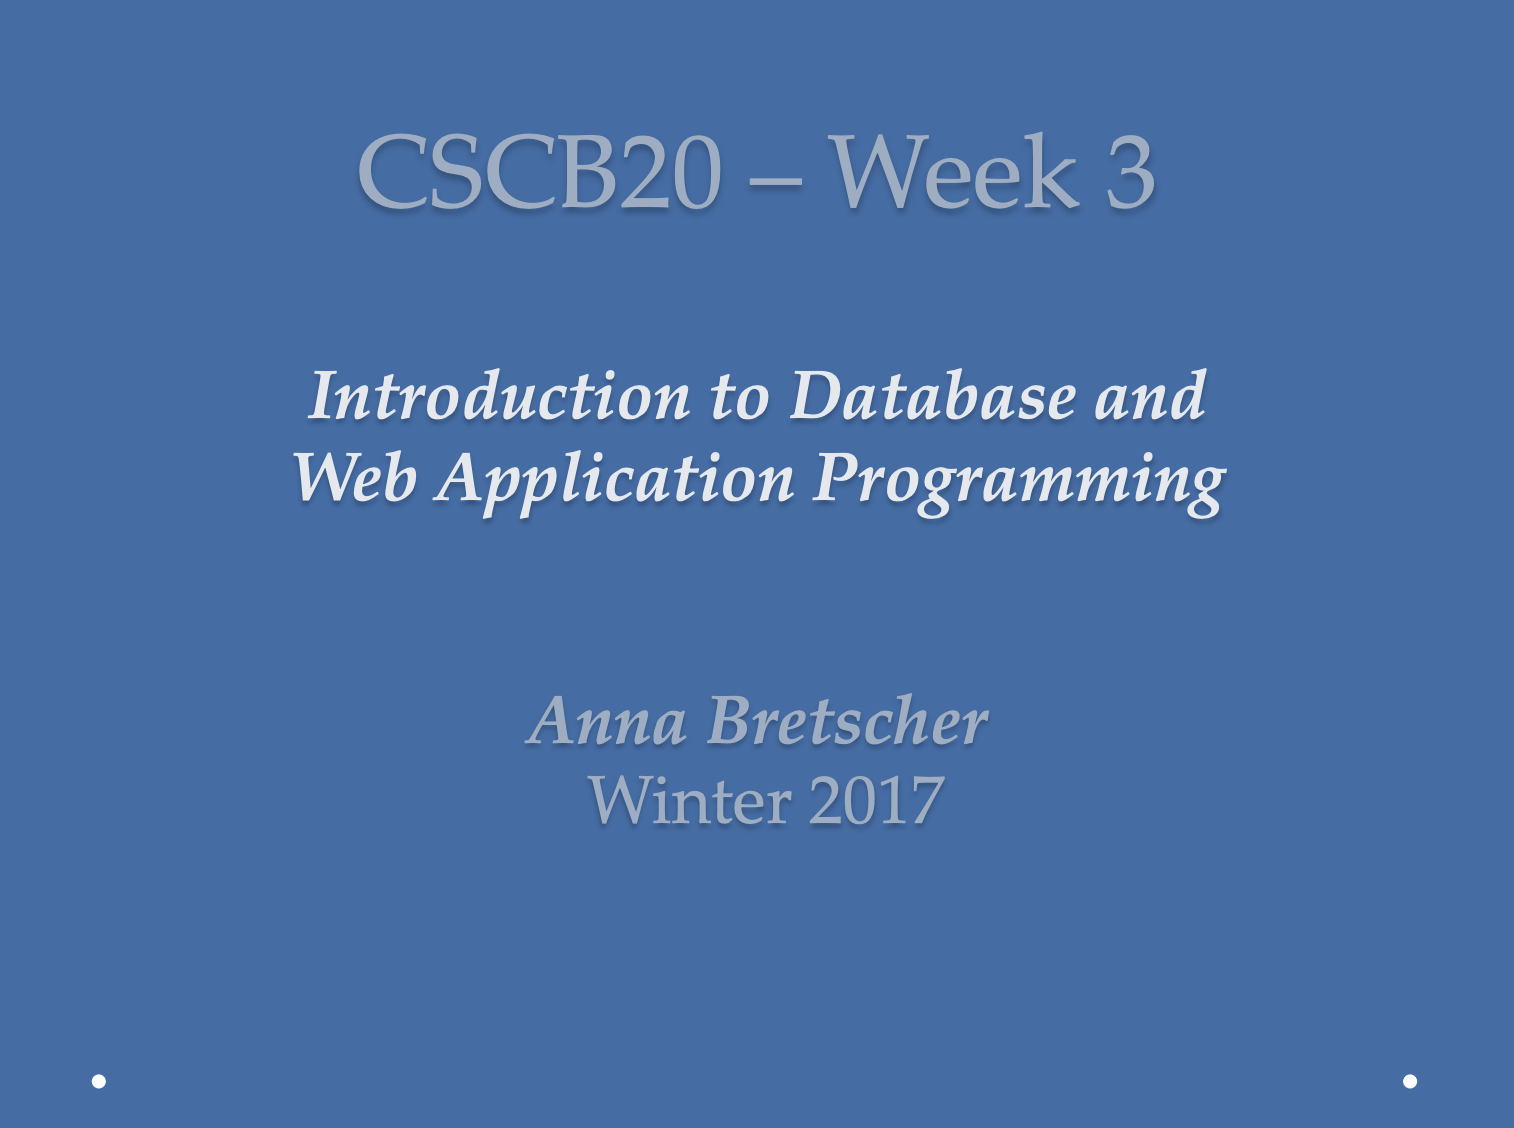 CSCB20 – Week 3
Introduction to Database and
Web Application Programming
Anna Bretscher
Winter 2017